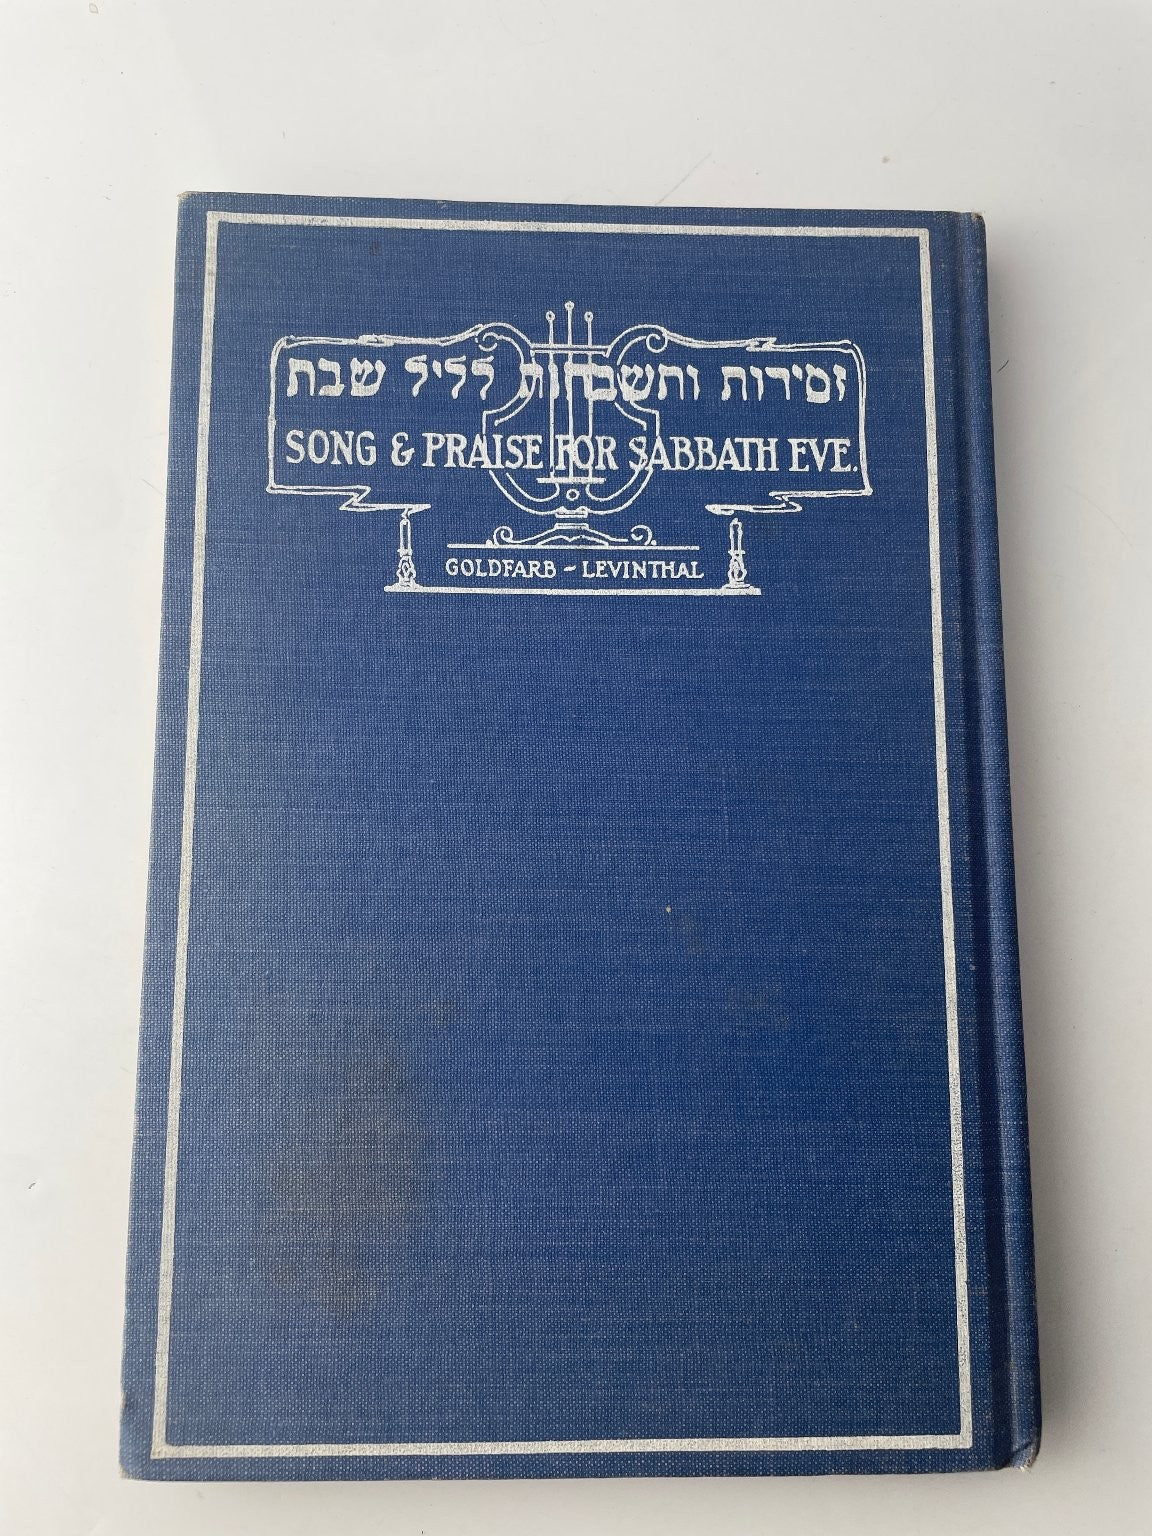 זמירות ותשבחות לליל שבת
SONG & PRAISE FOR SABBATH EVE.
GOLDFARB - LEVINTHAL